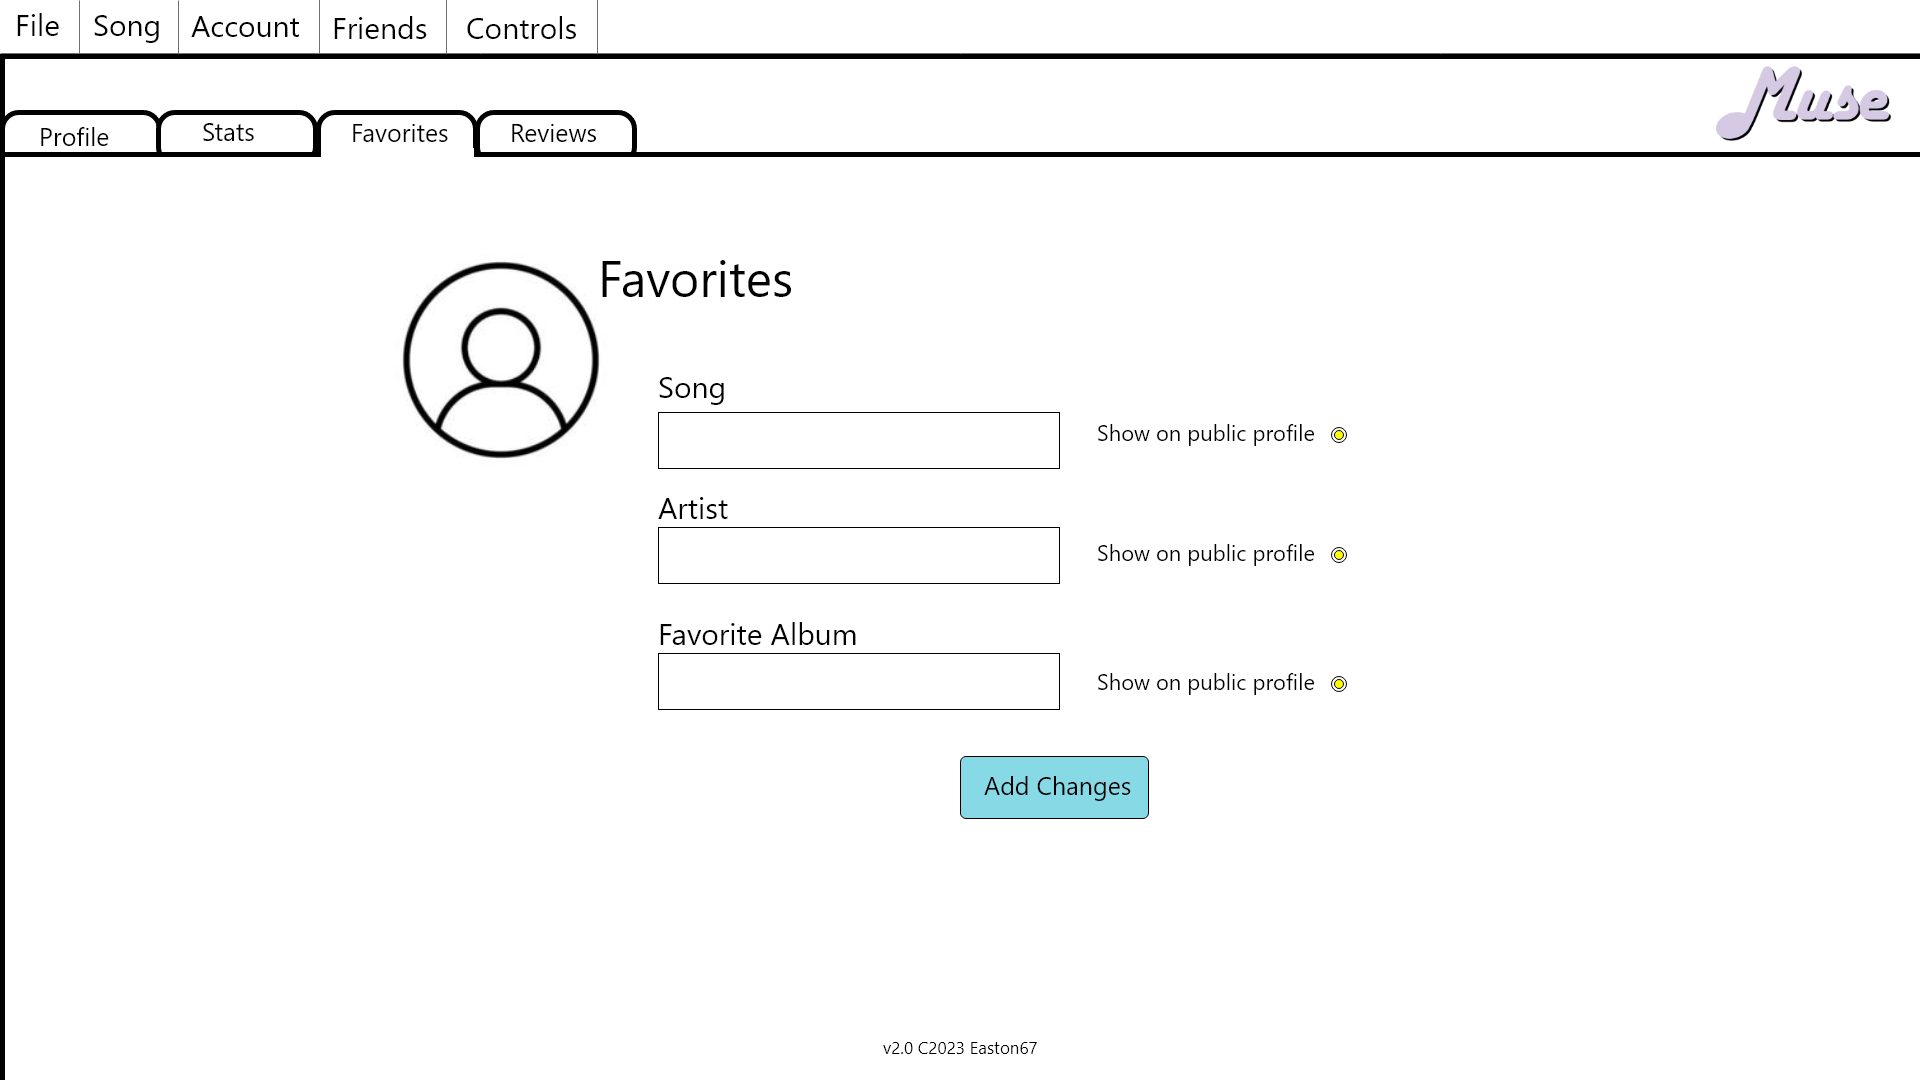 File
Song
Account
Friends
Controls
Muse
Profile
Stats
Favorites
Reviews
Favorites
Song
Show on public profile
Artist
Show on public profile
Favorite Album
Show on public profile
Add Changes
v2.0 C2023 Easton67